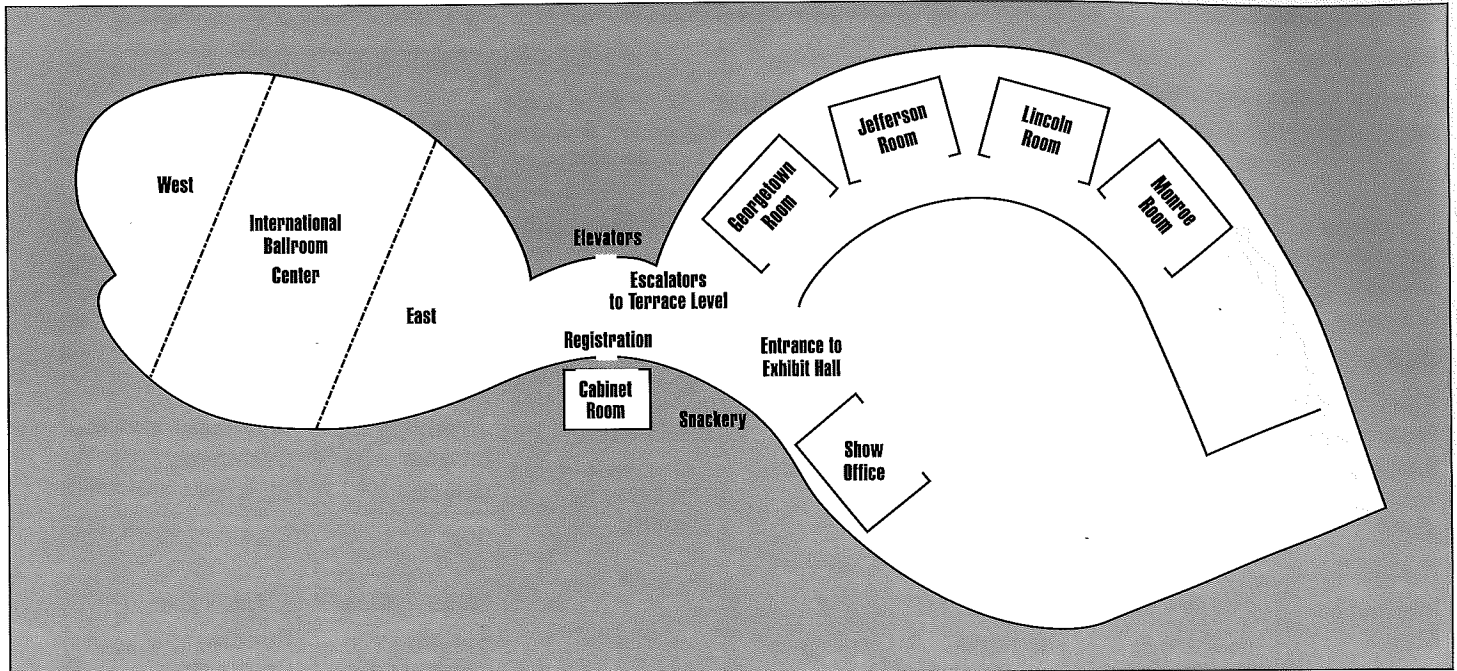 West
International
Ballroom
Center
East
Elevators
Escalators
to Terrace Level
Registration
Cabinet
Room
Snackery
Entrance to
Exhibit Hall
Show
Office
Georgetown
Room
Jefferson
Room
Lincoln
Room
Monroe
Room